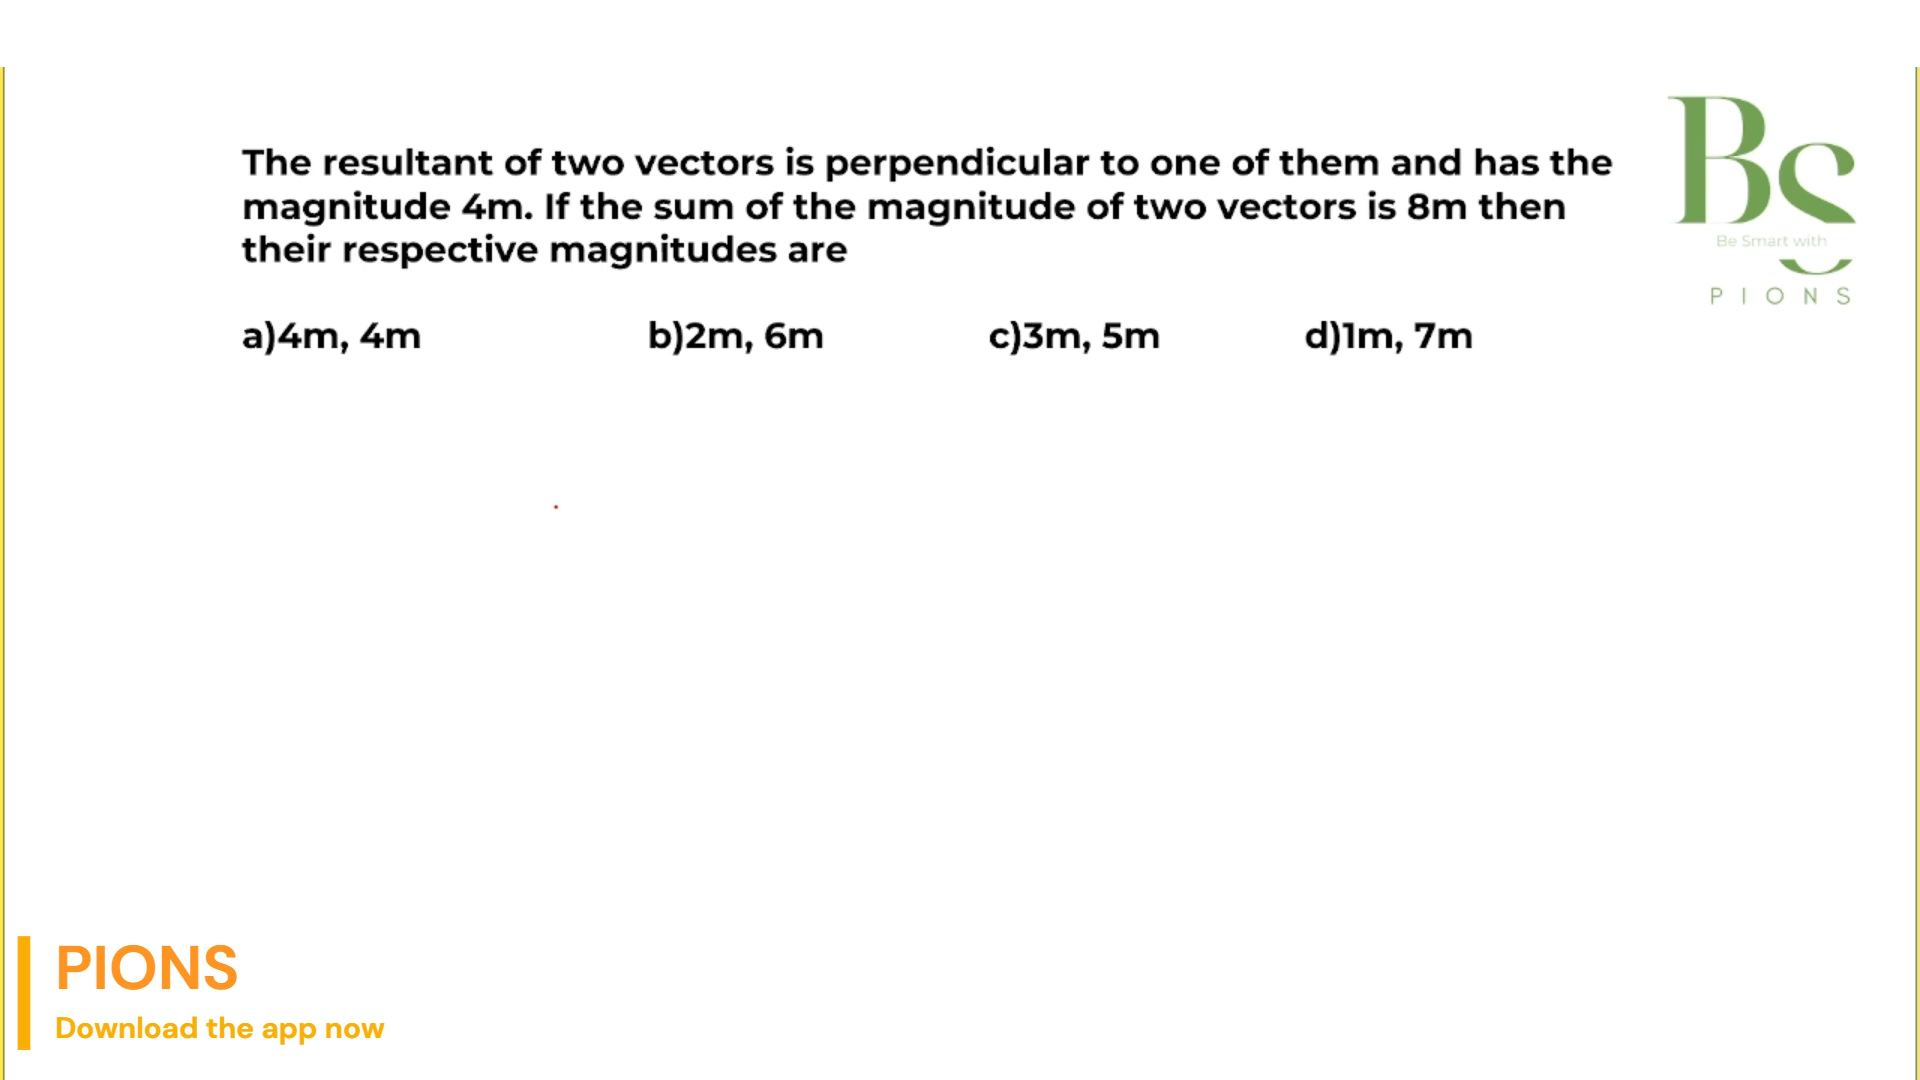 The resultant of two vectors is perpendicular to one of them and has the
magnitude 4m. If the sum of the magnitude of two vectors is 8m then
their respective magnitudes are
a)4m, 4m b)2m, 6m c)3m, 5m d)1m, 7m
Bs
Be Smart with
PIONS
PIONS
Download the app now